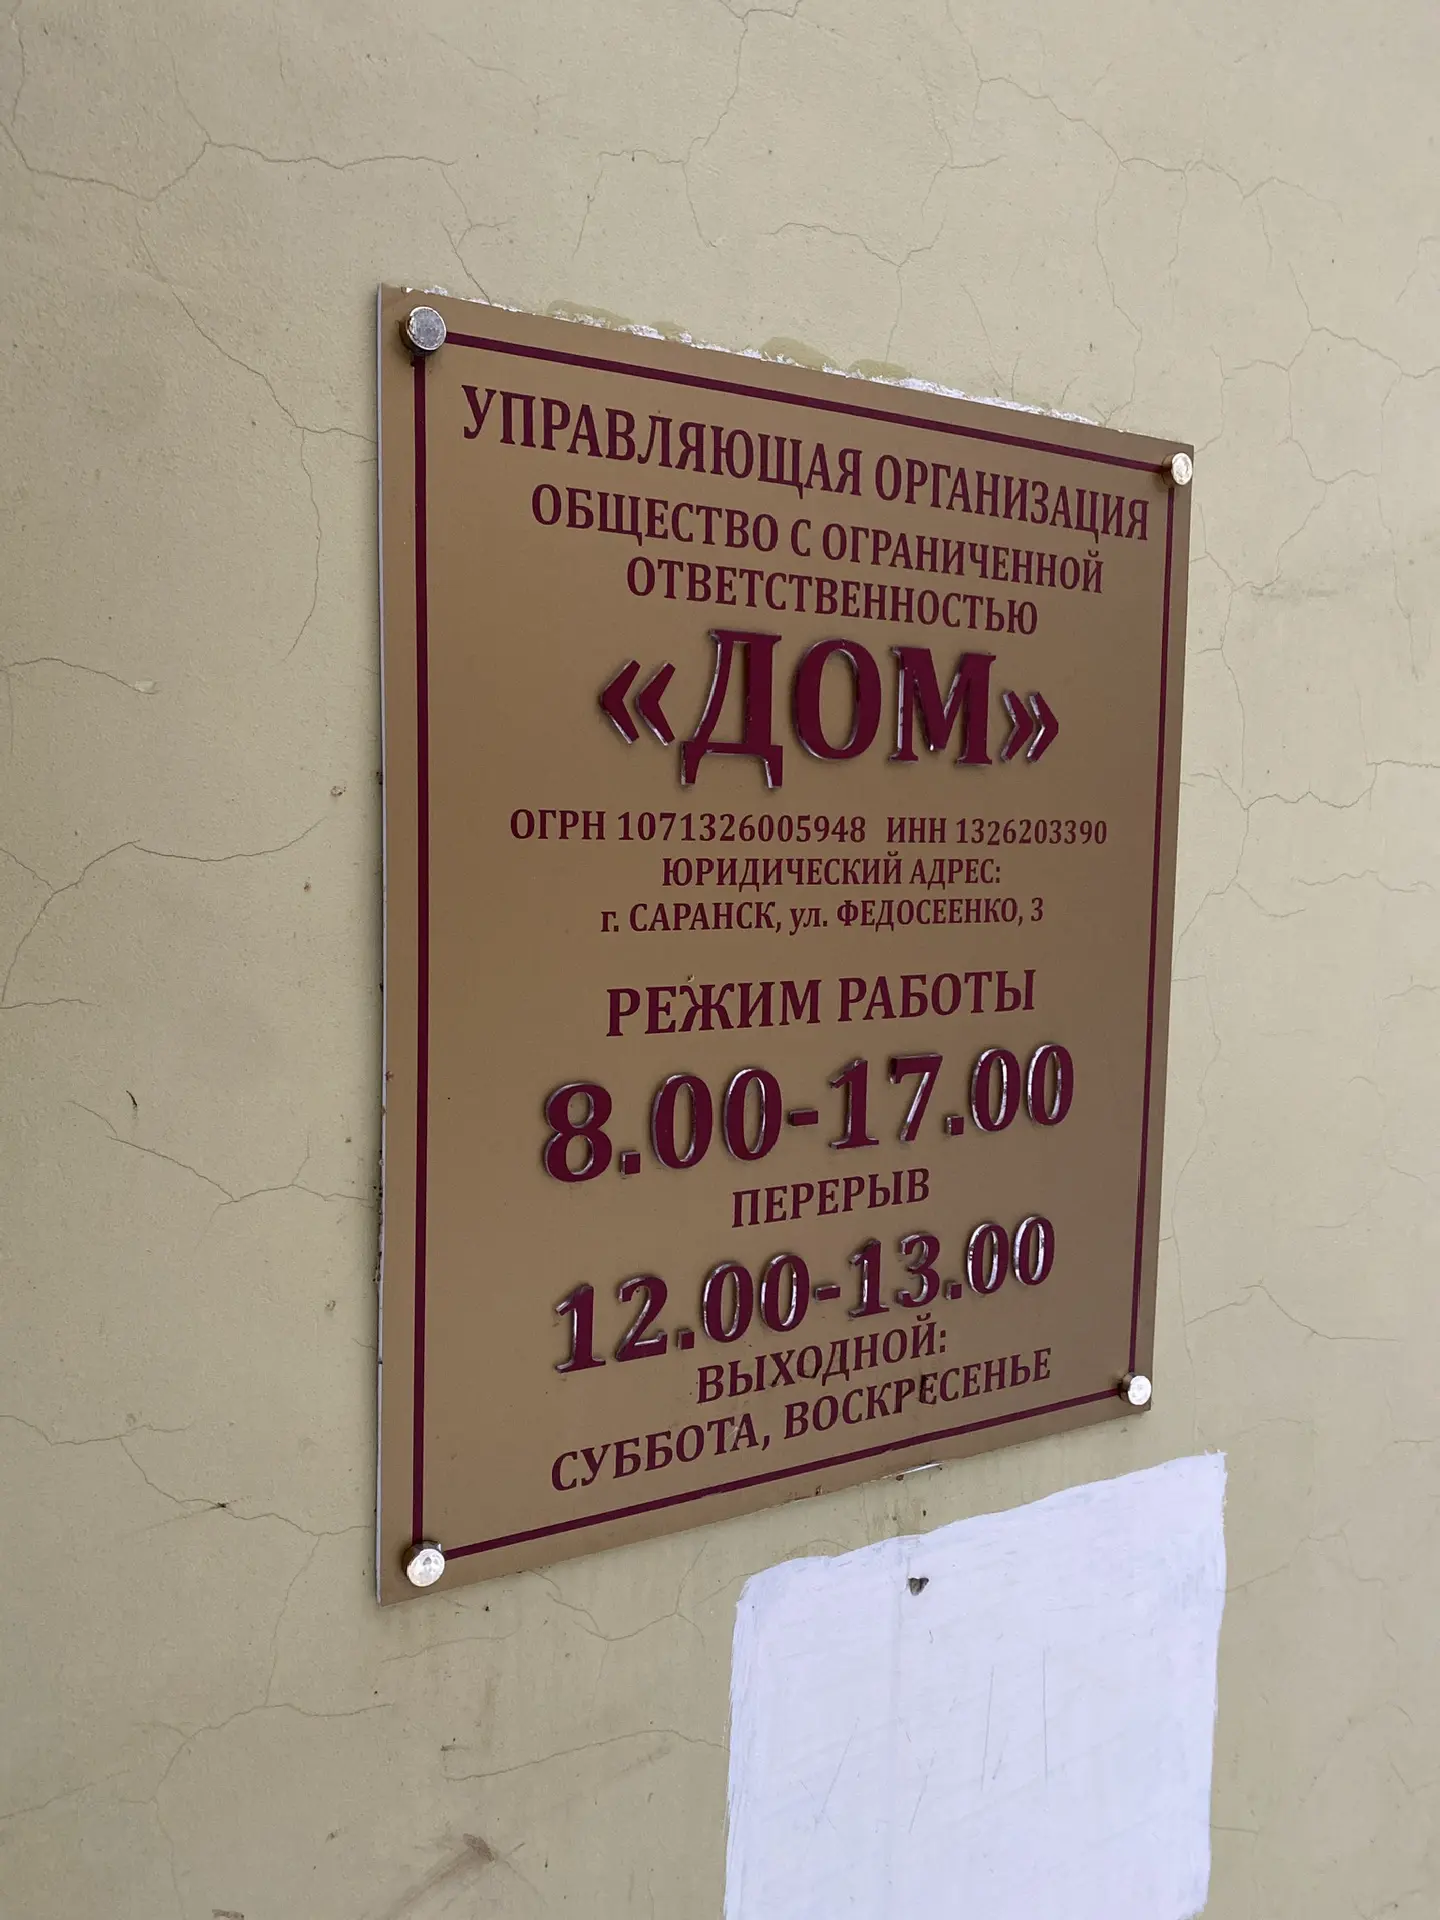 УПРАВЛЯЮЩАЯ ОРГАНИЗАЦИЯ
ОБЩЕСТВО С ОГРАНИЧЕННОЙ
ОТВЕТСТВЕННОСТЬЮ
«ДОМ»
ОГРН 1071326005948 ИНН 1326203390
ЮРИДИЧЕСКИЙ АДРЕС:
г. САРАНСК, ул. ФЕДОСЕЕНКО, 3
РЕЖИМ РАБОТЫ
8.00-17.00
ПЕРЕРЫВ
12.00-13.00
ВЫХОДНОЙ:
СУББОТА, ВОСКРЕСЕНЬЕ